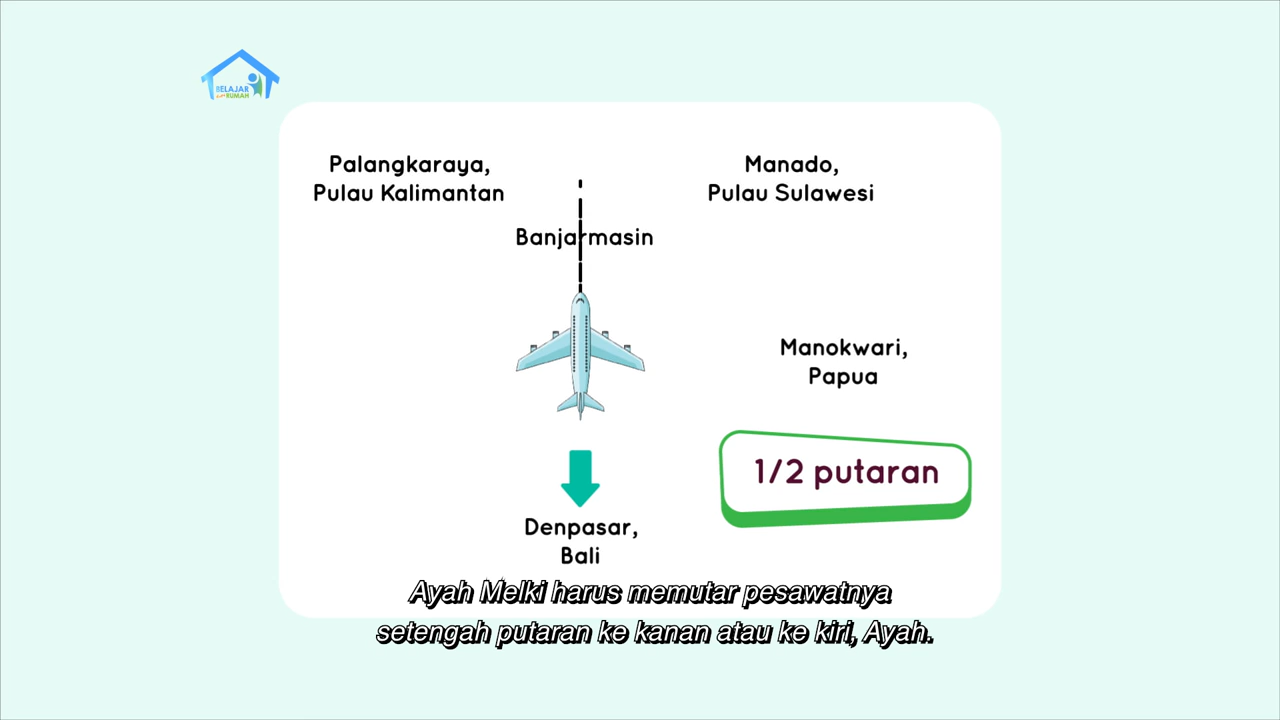 BELAJAR
dari RUMAH
Palangkaraya,
Pulau Kalimantan
Manado,
Pulau Sulawesi
Banjarmasin
Manokwari,
Papua
1/2 putaran
Denpasar,
Bali
Ayah Melki harus memutar pesawatnya
setengah putaran ke kanan atau ke kiri, Ayah.